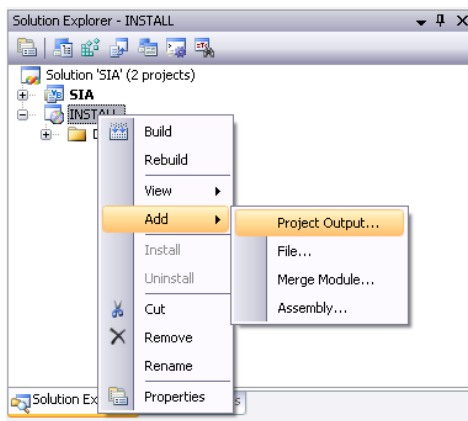 Solution Explorer - INSTALL
Solution 'SIA' (2 projects)
SIA
INSTALL
Build
Rebuild
View
Add
Project Output...
File...
Merge Module...
Assembly...
Install
Uninstall
Cut
Remove
Rename
Properties
Solution Ex